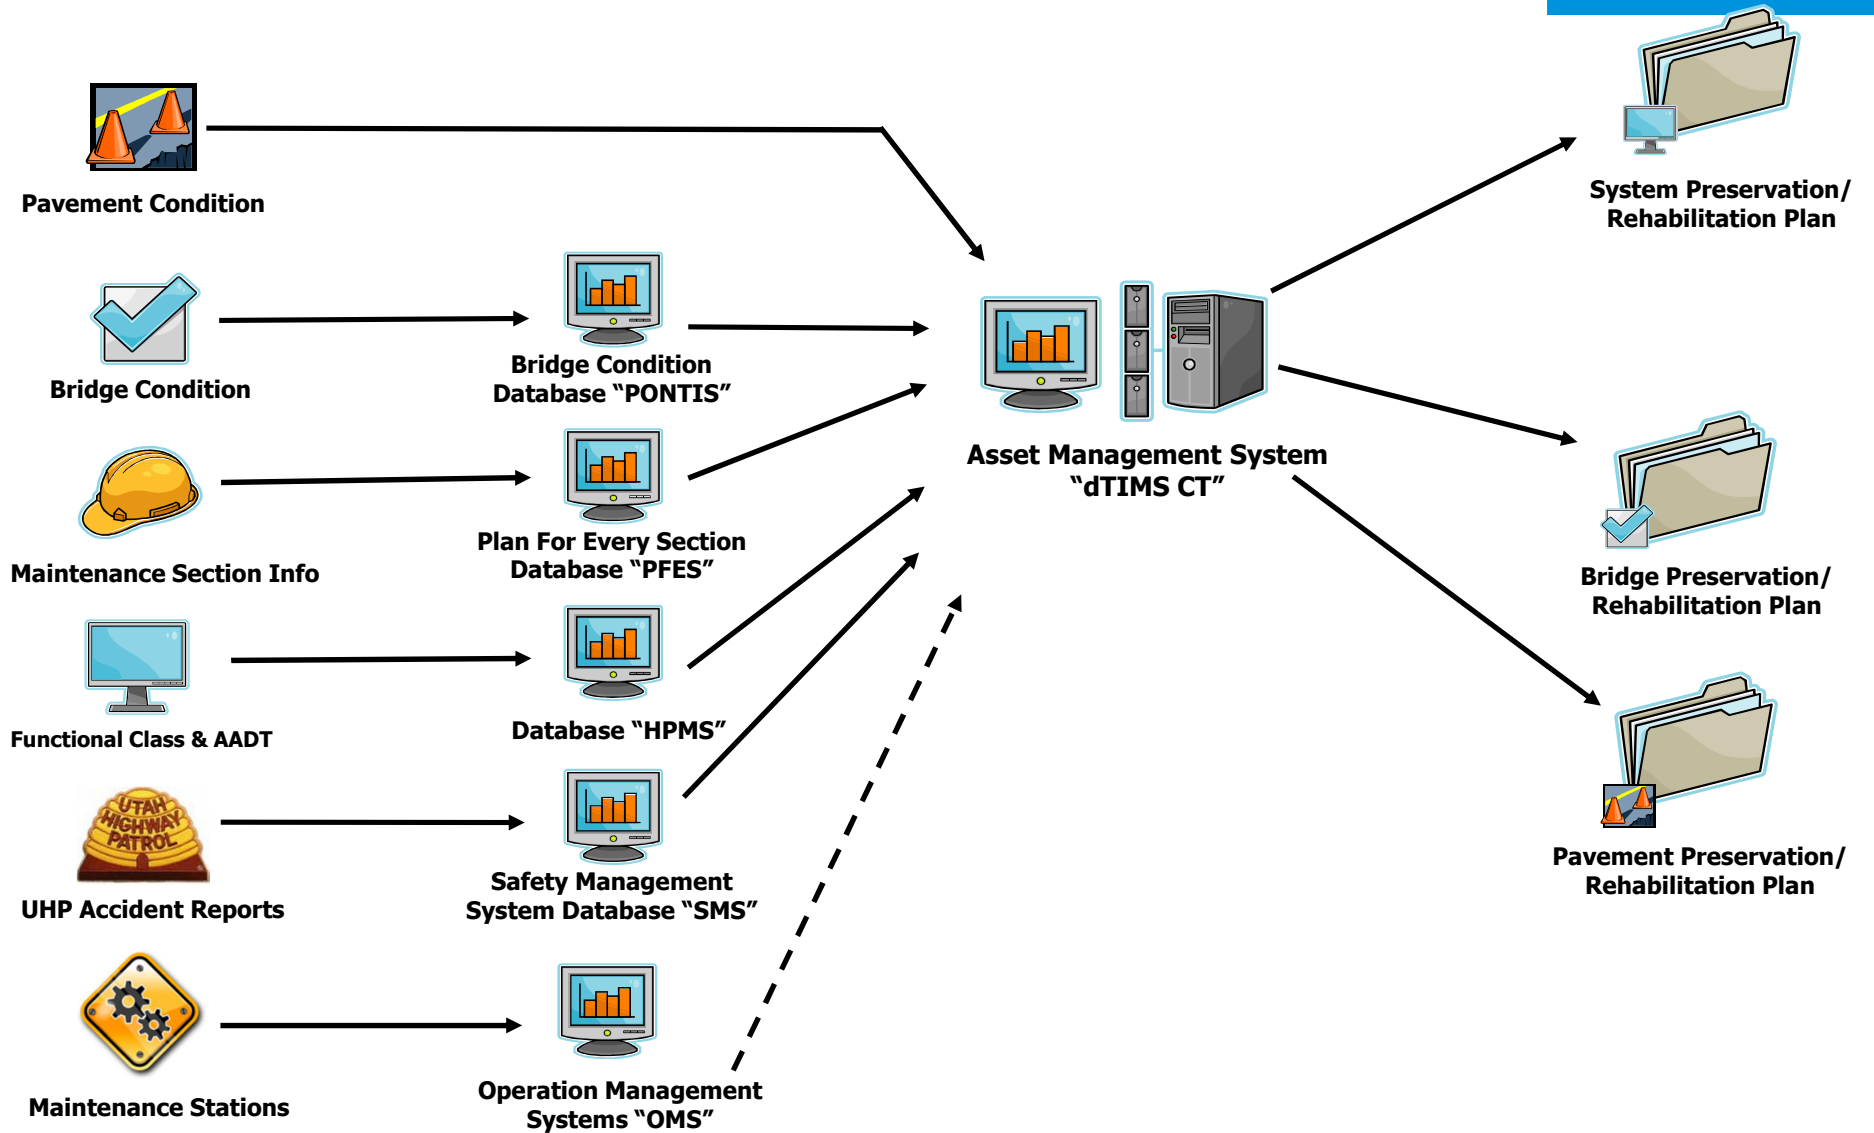 Pavement Condition
Bridge Condition
Maintenance Section Info
Functional Class & AADT
UTAH
HIGHWAY
PATROL
UHP Accident Reports
Maintenance Stations
Bridge Condition
Database “PONTIS”
Plan For Every Section
Database “PFES”
Database “HPMS”
Safety Management
System Database “SMS”
Operation Management
Systems “OMS”
Asset Management System
“dTIMS CT”
System Preservation/
Rehabilitation Plan
Bridge Preservation/
Rehabilitation Plan
Pavement Preservation/
Rehabilitation Plan